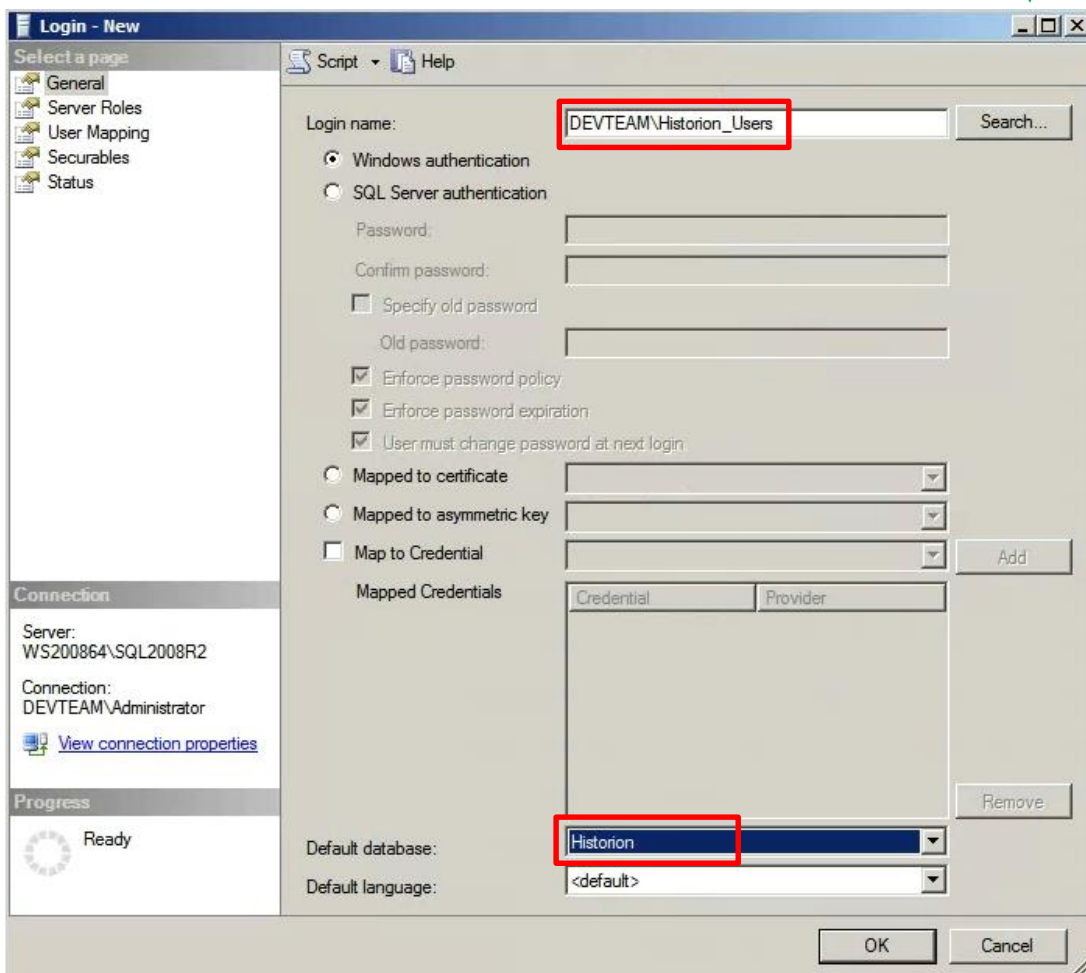 Login - New
Select a page
General
Server Roles
User Mapping
Securables
Status
Script
Help
Login name:
DEVTEAM\Historion_Users
Search...
Windows authentication
SQL Server authentication
Password:
Confirm password:
Specify old password
Old password:
Enforce password policy
Enforce password expiration
User must change password at next login
Mapped to certificate
Mapped to asymmetric key
Map to Credential
Add
Mapped Credentials
Credential
Provider
Remove
Default database:
Historion
Default language:
<default>
Connection
Server:
WS200864\SQL2008R2
Connection:
DEVTEAM\Administrator
View connection properties
Progress
Ready
OK
Cancel